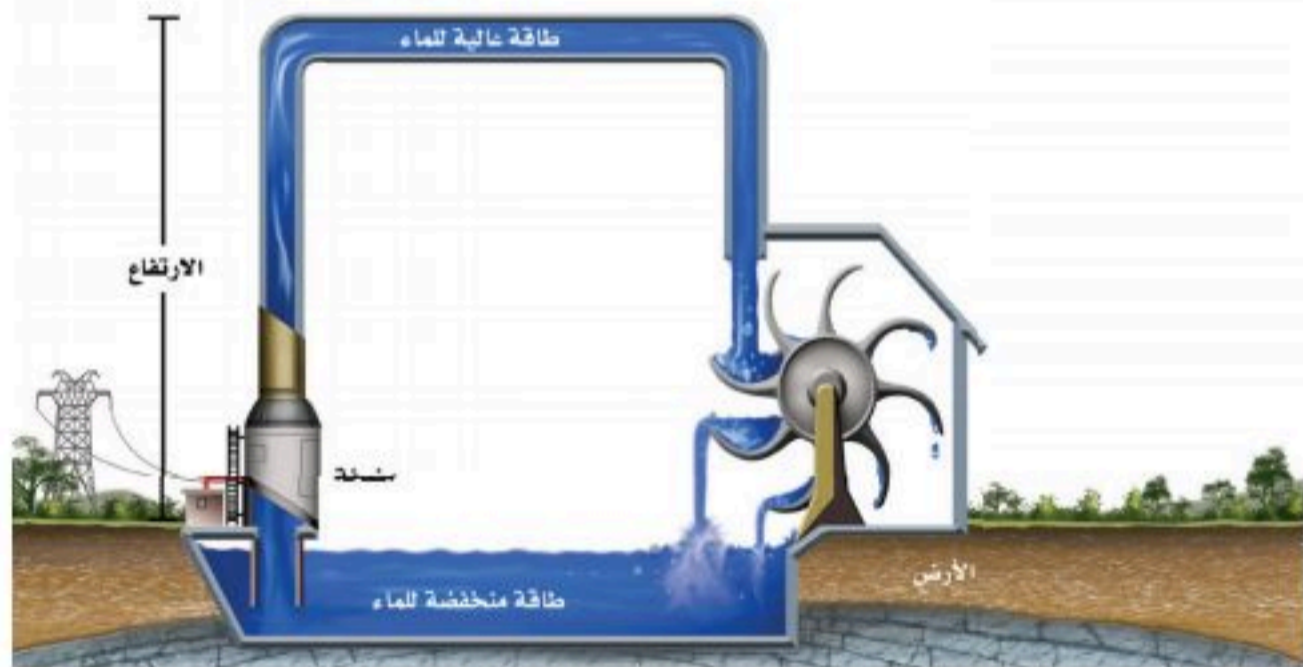 طاقة عالية للماء
الارتفاع
طاقة منخفضة للماء
الأرض